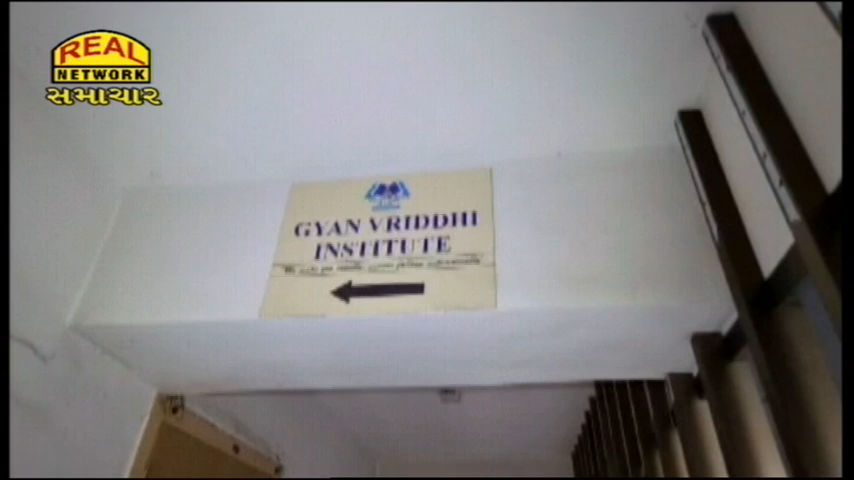 REAL
NETWORK
સમાચાર
GYAN VRIDDHI
INSTITUTE